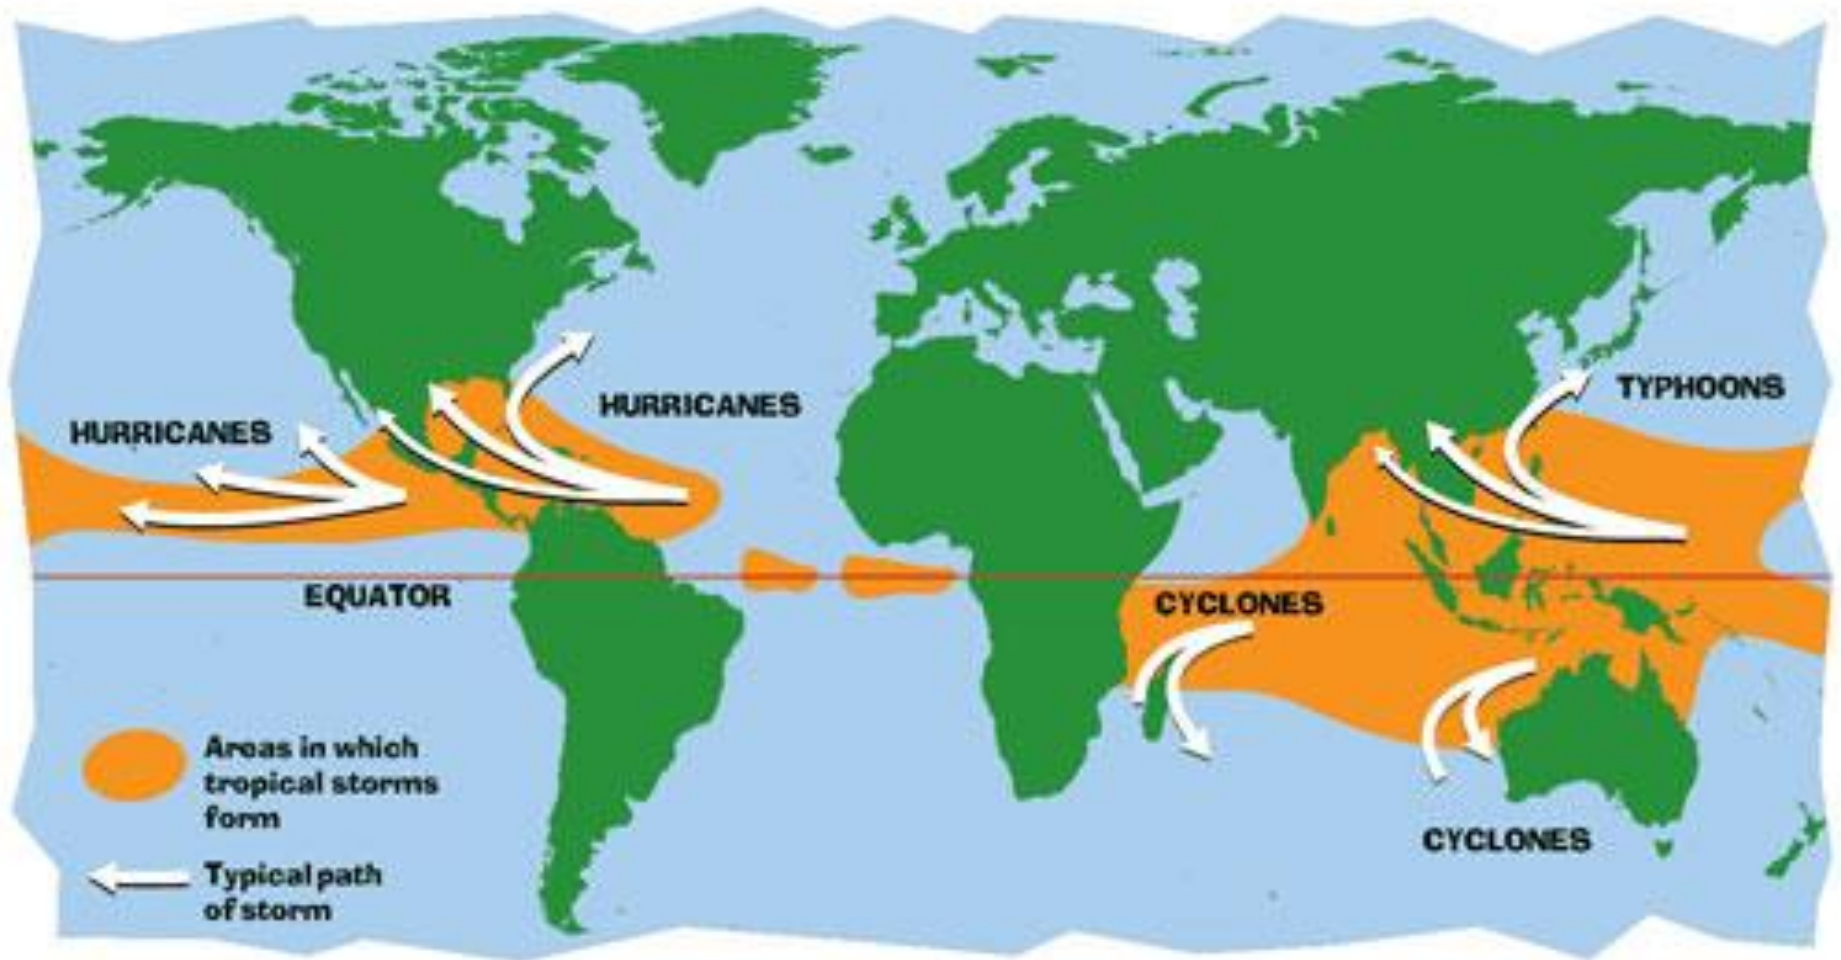 TYPHOONS
HURRICANES
HURRICANES
EQUATOR
CYCLONES
Areas in which
tropical storms
form
CYCLONES
Typical path
of storm